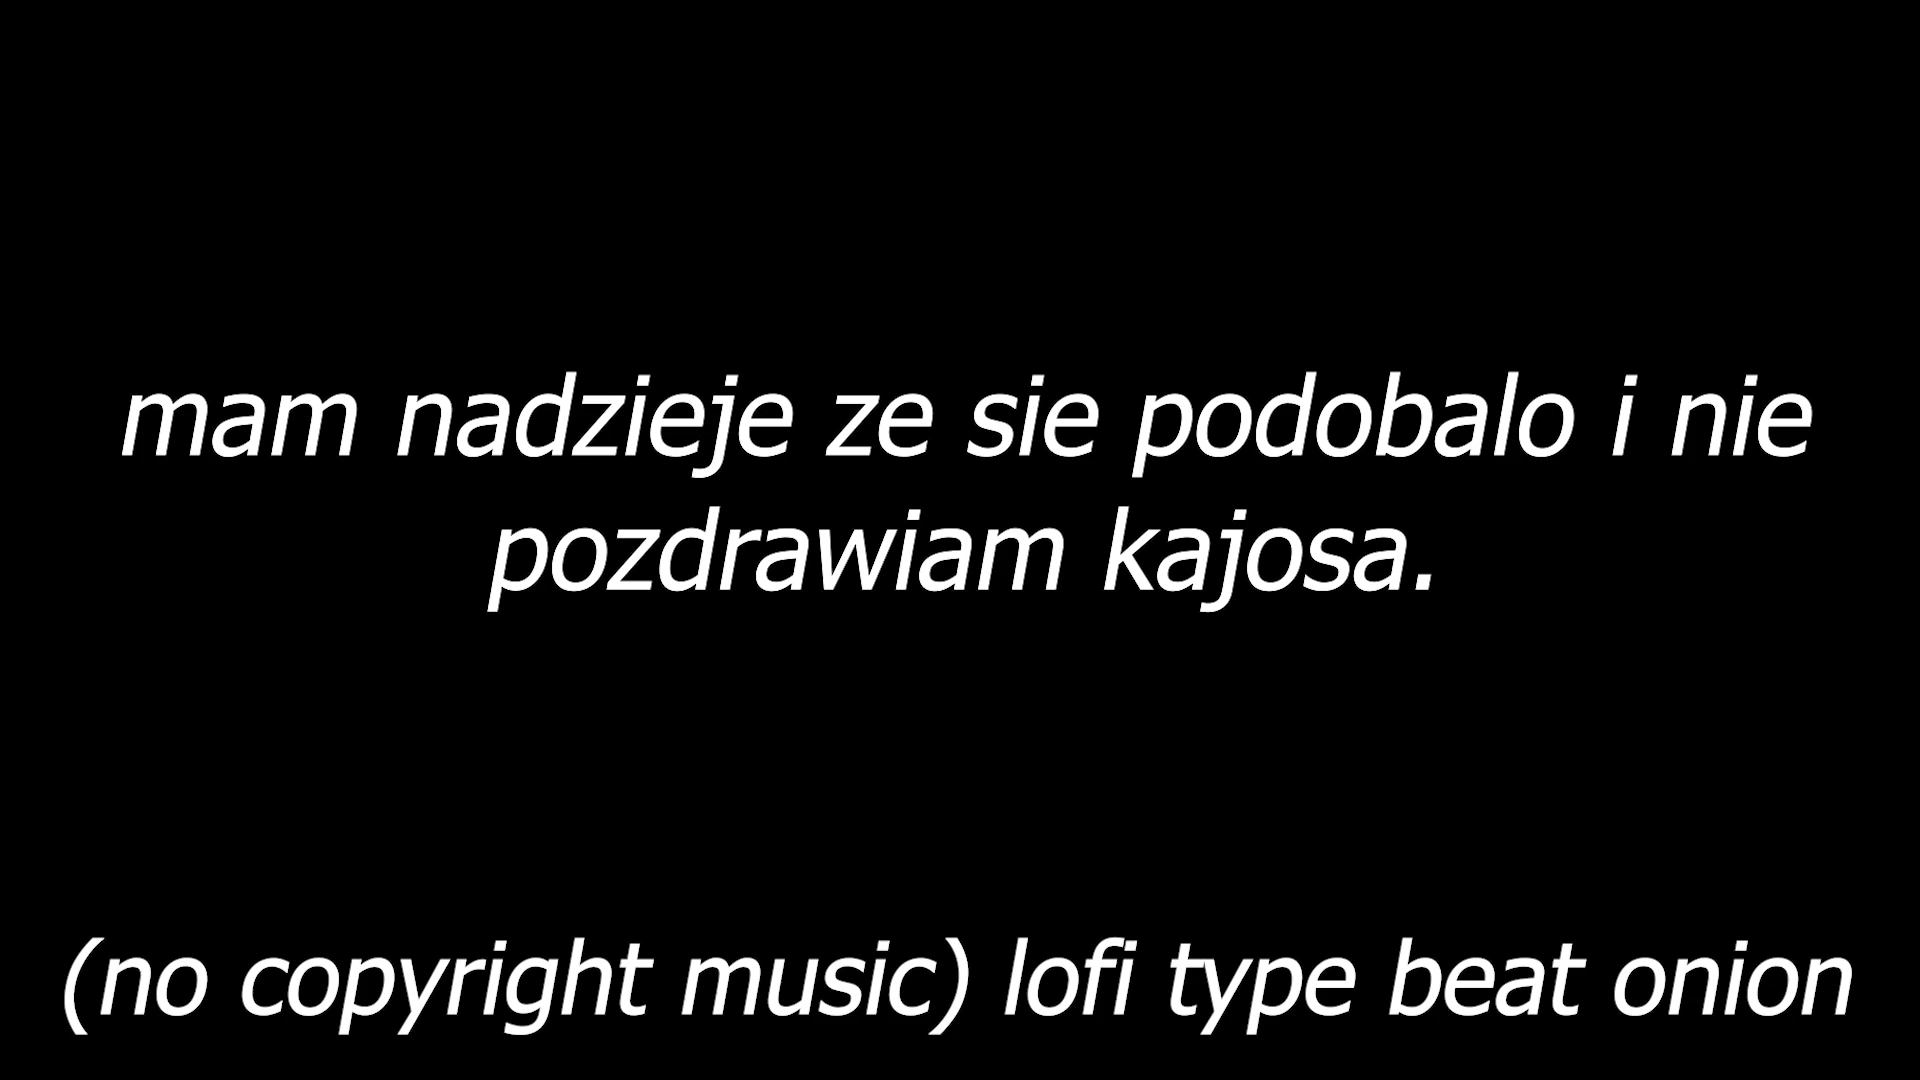 mam nadzieje ze sie podobalo i nie
pozdrawiam kajosa.
(no copyright music) lofi type beat onion